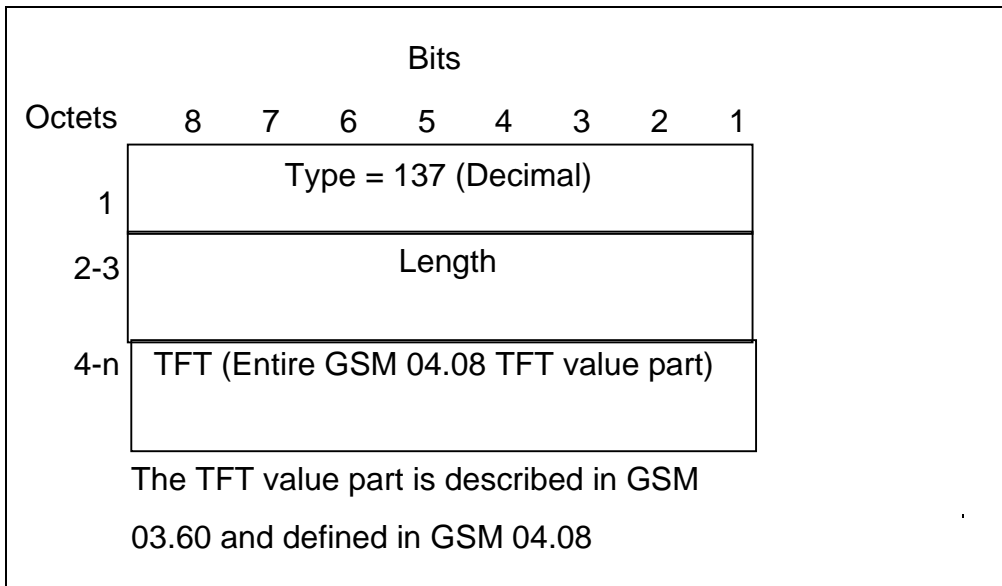 Bits
Octets 8 7 6 5 4 3 2 1
1 Type = 137 (Decimal)
2-3 Length
4-n TFT (Entire GSM 04.08 TFT value part)
The TFT value part is described in GSM
03.60 and defined in GSM 04.08